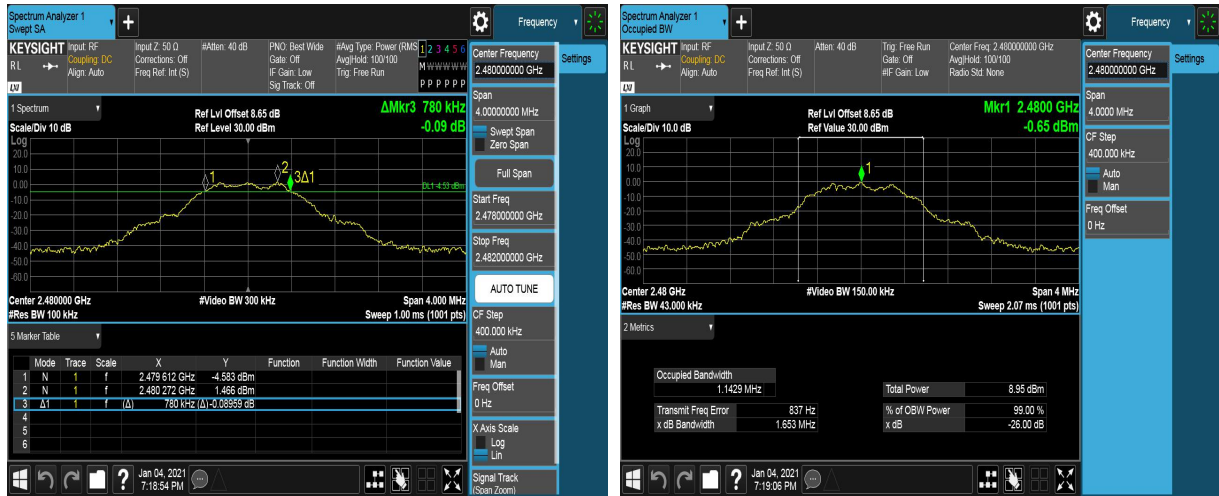 Spectrum Analyzer 1
Swept SA
Frequency
KEYSIGHT
RL
Input: RF
Coupling: DC
Align: Auto
Input Z: 50 Ω
Corrections: Off
Freq Ref: Int (S)
#Atten: 40 dB
PNO: Best Wide
Gate: Off
IF Gain: Low
Sig Track: Off
#Avg Type: Power (RMS
Avg|Hold: 100/100
Trig: Free Run
1 2 3 4 5 6
M W W W W W
P P P P P P
LXI
1 Spectrum
Scale/Div 10 dB
Ref Lvl Offset 8.65 dB
Ref Level 30.00 dBm
ΔMkr3 780 kHz
-0.09 dB
Log
20.0
10.0
0.00
-10.0
-20.0
-30.0
-40.0
-50.0
-60.0
1
2
3Δ1
DL1 -4.53 dBm
Center 2.480000 GHz
#Video BW 300 kHz
Span 4.000 MHz
#Res BW 100 kHz
Sweep 1.00 ms (1001 pts)
5 Marker Table
Mode Trace Scale X Y Function Function Width Function Value
1 N 1 f 2.479 612 GHz -4.583 dBm
2 N 1 f 2.480 272 GHz 1.466 dBm
3 Δ1 1 f (Δ) 780 kHz (Δ) -0.08959 dB
4
5
6
Center Frequency
2.480000000 GHz
Settings
Span
4.00000000 MHz
Swept Span
Zero Span
Full Span
Start Freq
2.478000000 GHz
Stop Freq
2.482000000 GHz
AUTO TUNE
CF Step
400.000 kHz
Auto
Man
Freq Offset
0 Hz
X Axis Scale
Log
Lin
Signal Track
(Span Zoom)
?
Jan 04, 2021
7:18:54 PM
Spectrum Analyzer 1
Occupied BW
Frequency
KEYSIGHT
RL
Input: RF
Coupling: DC
Align: Auto
Input Z: 50 Ω
Corrections: Off
Freq Ref: Int (S)
Atten: 40 dB
Trig: Free Run
Gate: Off
#IF Gain: Low
Center Freq: 2.480000000 GHz
Avg|Hold: 100/100
Radio Std: None
LXI
1 Graph
Scale/Div 10.0 dB
Ref Lvl Offset 8.65 dB
Ref Value 30.00 dBm
Mkr1 2.4800 GHz
-0.65 dBm
Log
20.0
10.0
0.00
-10.0
-20.0
-30.0
-40.0
-50.0
-60.0
1
Center 2.48 GHz
#Video BW 150.00 kHz
Span 4 MHz
#Res BW 43.000 kHz
Sweep 2.07 ms (1001 pts)
2 Metrics
Occupied Bandwidth
1.1429 MHz
Total Power 8.95 dBm
Transmit Freq Error 837 Hz
% of OBW Power 99.00 %
x dB Bandwidth 1.653 MHz
x dB -26.00 dB
Center Frequency
2.480000000 GHz
Settings
Span
4.0000 MHz
CF Step
400.000 kHz
Auto
Man
Freq Offset
0 Hz
?
Jan 04, 2021
7:19:06 PM